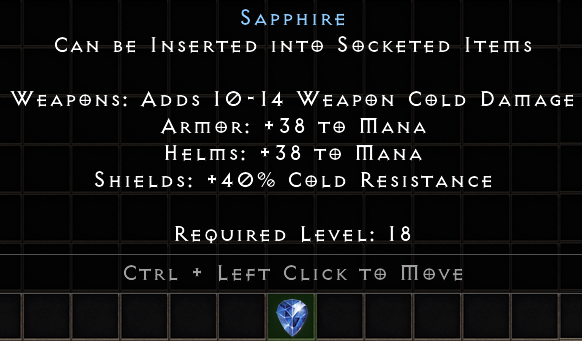 Sapphire
Can be Inserted into Socketed Items
Weapons: Adds 10-14 Weapon Cold Damage
Armor: +38 to Mana
Helms: +38 to Mana
Shields: +40% Cold Resistance
Required Level: 18
Ctrl + Left Click to Move